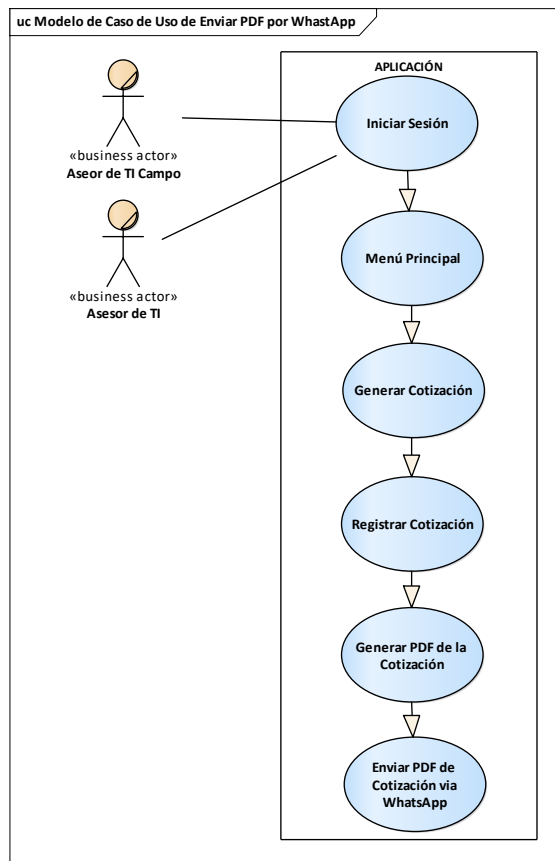 uc Modelo de Caso de Uso de Enviar PDF por WhastApp
APLICACIÓN
Iniciar Sesión
«business actor»
Aseor de TI Campo
«business actor»
Asesor de TI
Menú Principal
Generar Cotización
Registrar Cotización
Generar PDF de la
Cotización
Enviar PDF de
Cotización via
WhatsApp